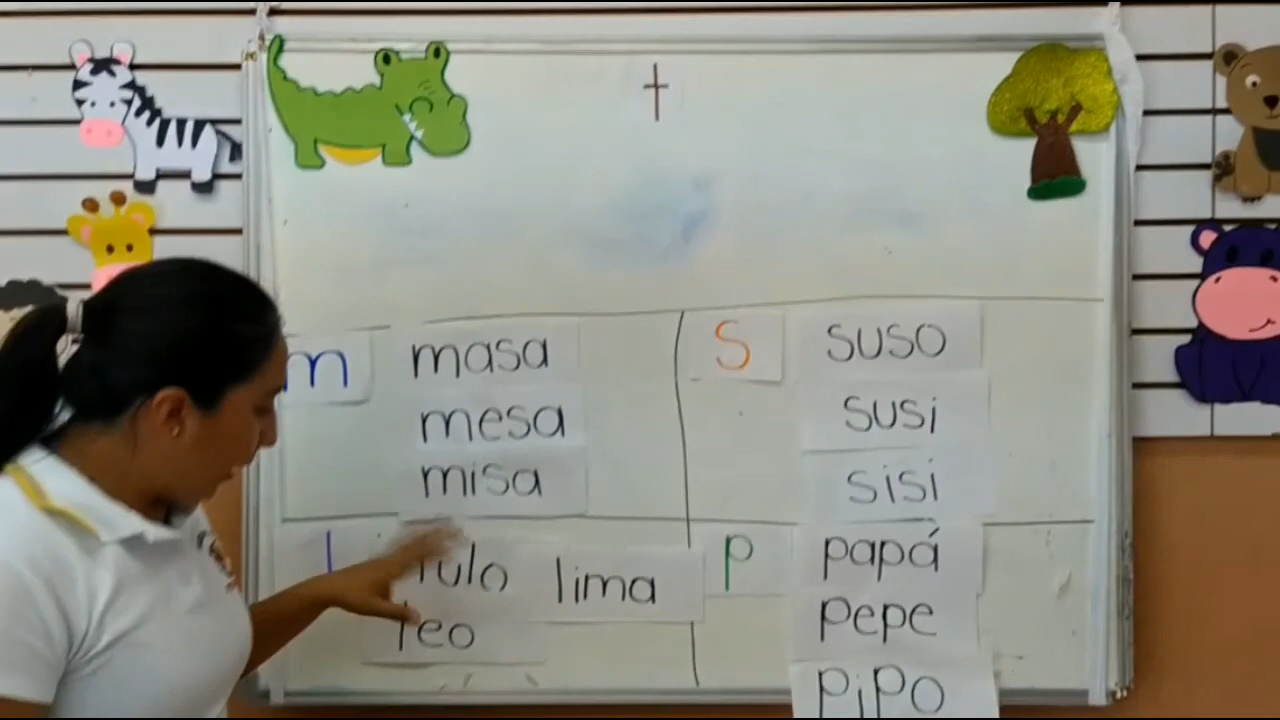 m
masa
mesa
misa
l
lulo
lima
leo
S
suso
susi
sisi
p
papá
pepe
pipo